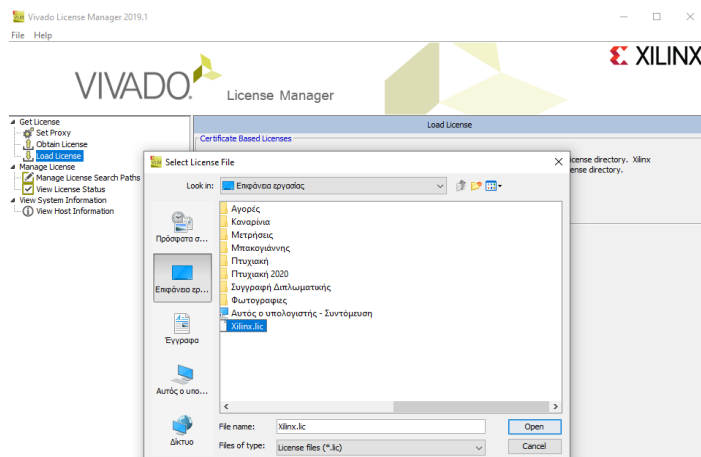 Vivado License Manager 2019.1
File Help
VIVADO.
License Manager
XILINX
Get License
Set Proxy
Obtain License
Load License
Manage License
Manage License Search Paths
View License Status
View System Information
View Host Information
Load License
Certificate Based Licenses
icense directory. Xilinx
ense directory.
Select License File
Look in: Επιφάνεια εργασίας
Πρόσφατα σ...
Επιφάνεια ερ...
Έγγραφα
Αυτός ο υπο...
Δίκτυο
Αγορές
Καναρίνια
Μετρήσεις
Μπακογιάννης
Πτυχιακή
Πτυχιακή 2020
Συγγραφή Διπλωματικής
Φωτογραφιες
Αυτός ο υπολογιστής - Συντόμευση
Xilinx.lic
File name: Xilinx.lic Open
Files of type: License files (*.lic) Cancel